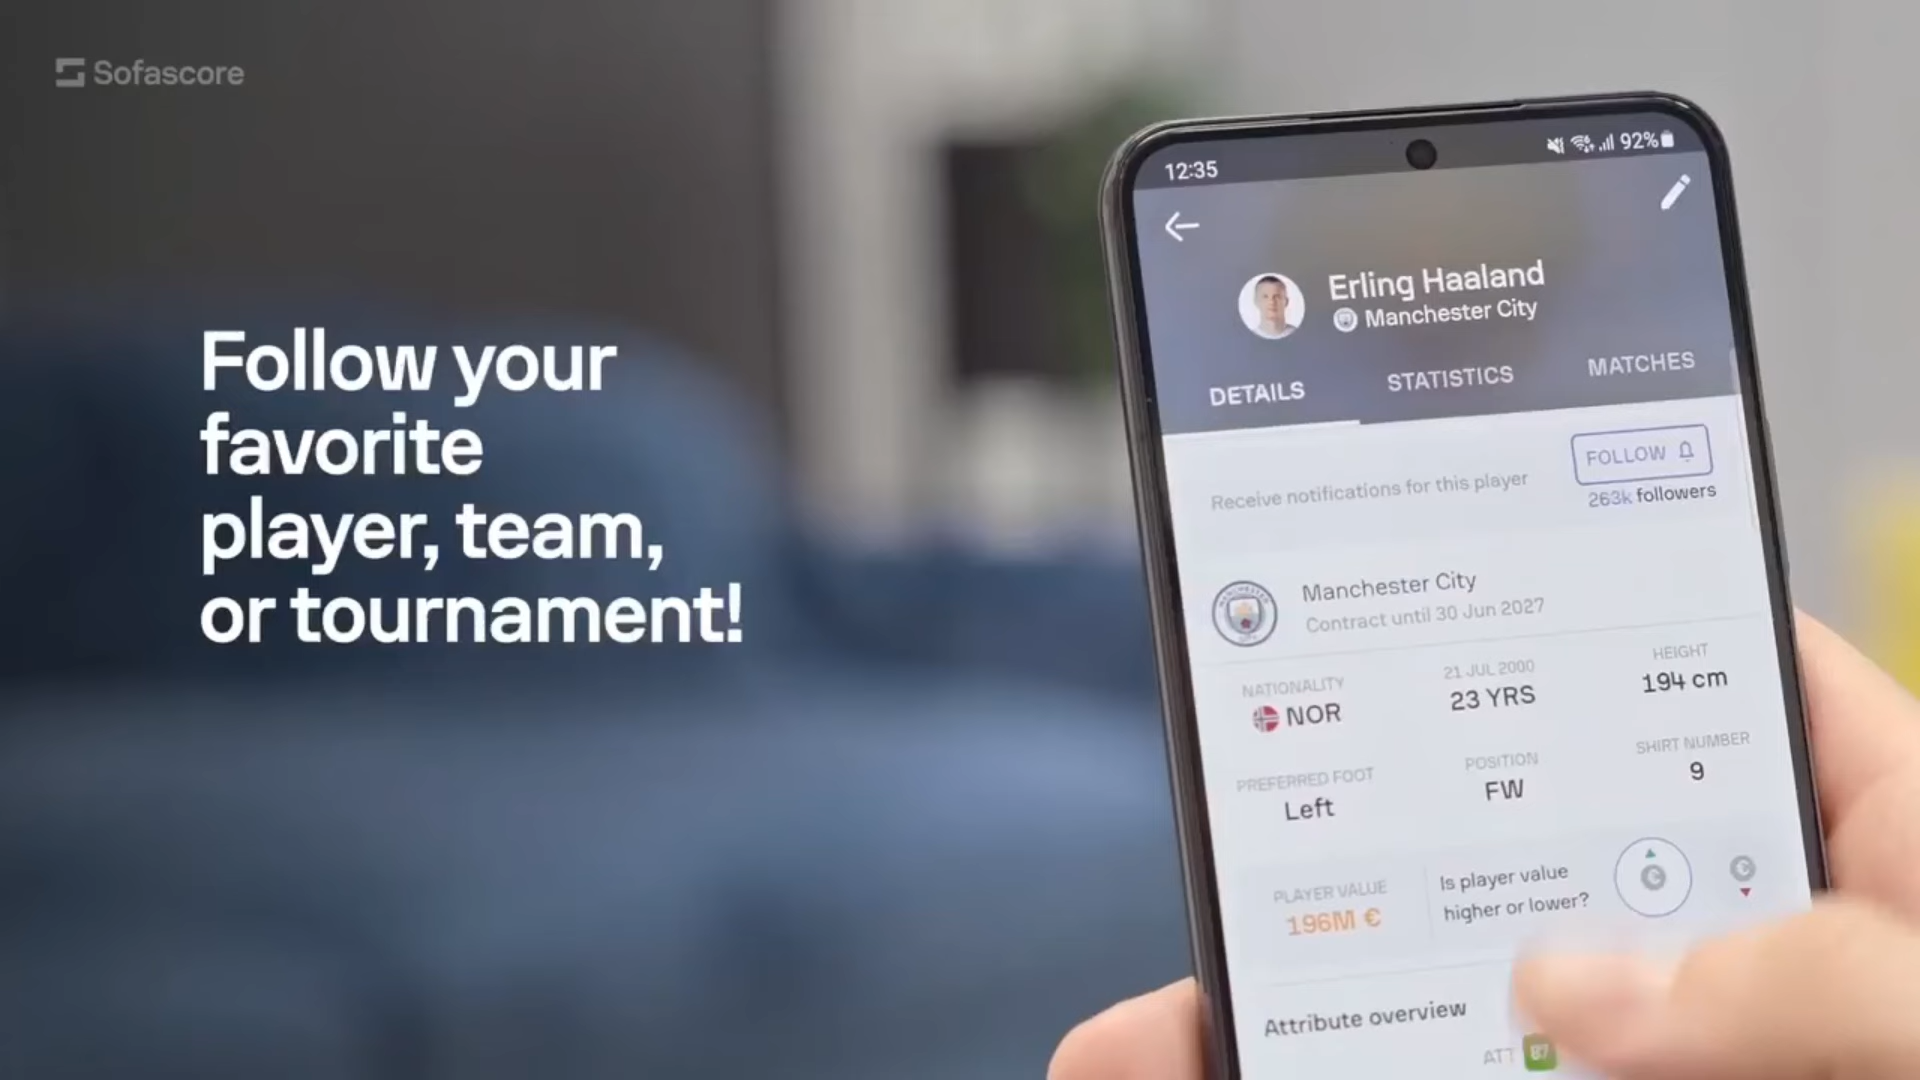 Sofascore
Follow your
favorite
player, team,
or tournament!
12:35
92%
Erling Haaland
Manchester City
DETAILS
STATISTICS
MATCHES
Receive notifications for this player
FOLLOW
263k followers
Manchester City
Contract until 30 Jun 2027
NATIONALITY
NOR
21 JUL 2000
23 YRS
HEIGHT
194 cm
PREFERRED FOOT
Left
POSITION
FW
SHIRT NUMBER
9
PLAYER VALUE
196M €
Is player value
higher or lower?
Attribute overview
ATT 87